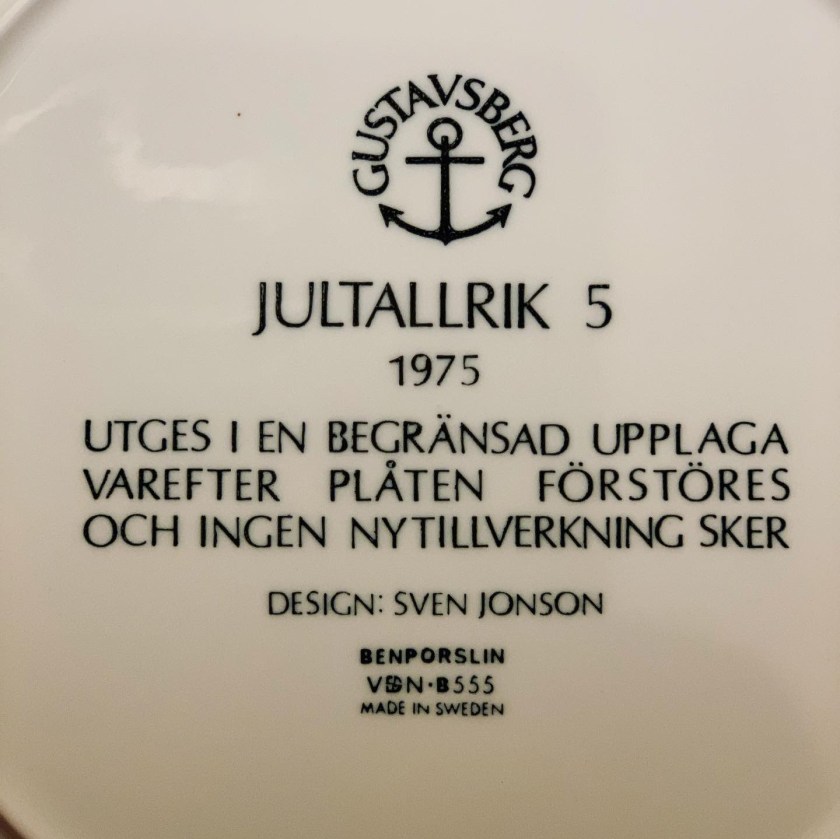 GUSTAVSBERG
JULTALLRIK 5
1975
UTGES I EN BEGRÄNSAD UPPLAGA
VAREFTER PLÅTEN FÖRSTÖRES
OCH INGEN NYTILLVERKNING SKER
DESIGN: SVEN JONSON
BENPORSLIN
VDN·B555
MADE IN SWEDEN